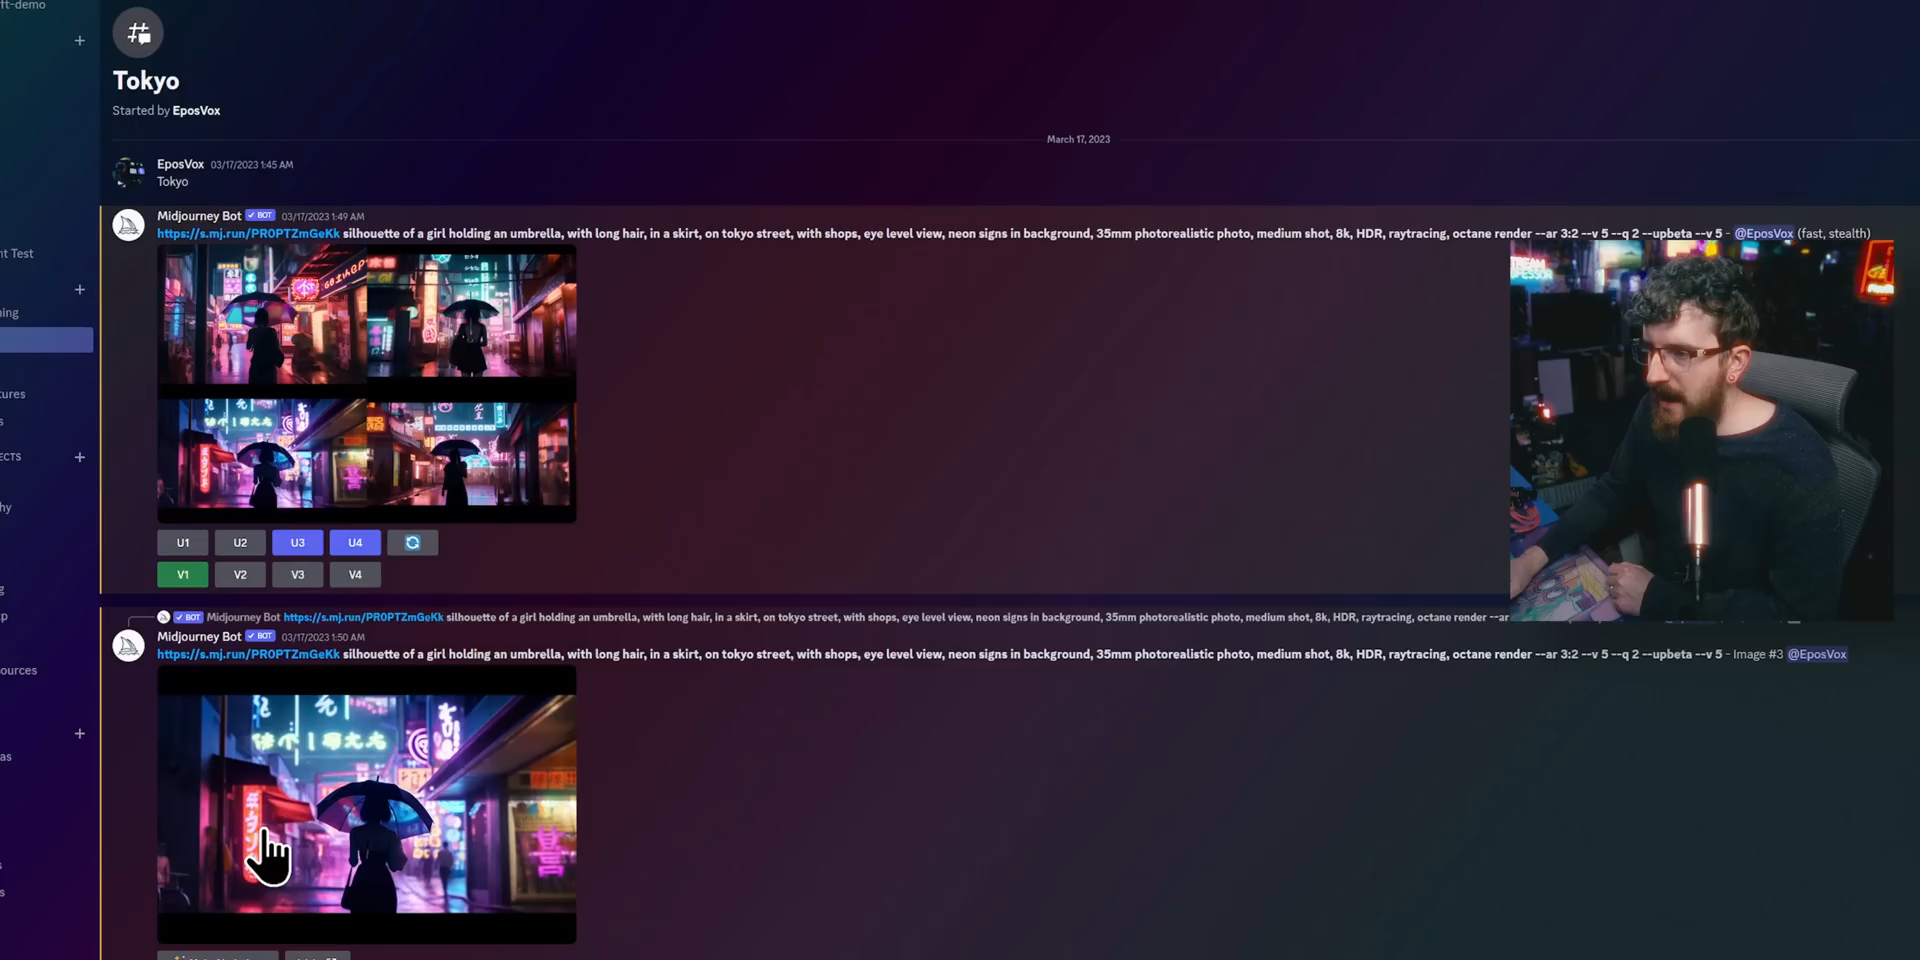 ft-demo
Tokyo
Started by EposVox
March 17, 2023
EposVox 03/17/2023 1:45 AM
Tokyo
Midjourney Bot BOT 03/17/2023 1:49 AM
https://s.mj.run/PR0PTZmGeKk silhouette of a girl holding an umbrella, with long hair, in a skirt, on tokyo street, with shops, eye level view, neon signs in background, 35mm photorealistic photo, medium shot, 8k, HDR, raytracing, octane render --ar 3:2 --v 5 --q 2 --upbeta --v 5 - @EposVox (fast, stealth)
nt Test
ning
tures
s
ECTS
hy
U1 U2 U3 U4
V1 V2 V3 V4
g
p
BOT Midjourney Bot https://s.mj.run/PR0PTZmGeKk silhouette of a girl holding an umbrella, with long hair, in a skirt, on tokyo street, with shops, eye level view, neon signs in background, 35mm photorealistic photo, medium shot, 8k, HDR, raytracing, octane render --ar
Midjourney Bot BOT 03/17/2023 1:50 AM
https://s.mj.run/PR0PTZmGeKk silhouette of a girl holding an umbrella, with long hair, in a skirt, on tokyo street, with shops, eye level view, neon signs in background, 35mm photorealistic photo, medium shot, 8k, HDR, raytracing, octane render --ar 3:2 --v 5 --q 2 --upbeta --v 5 - Image #3 @EposVox
ources
as
s
s